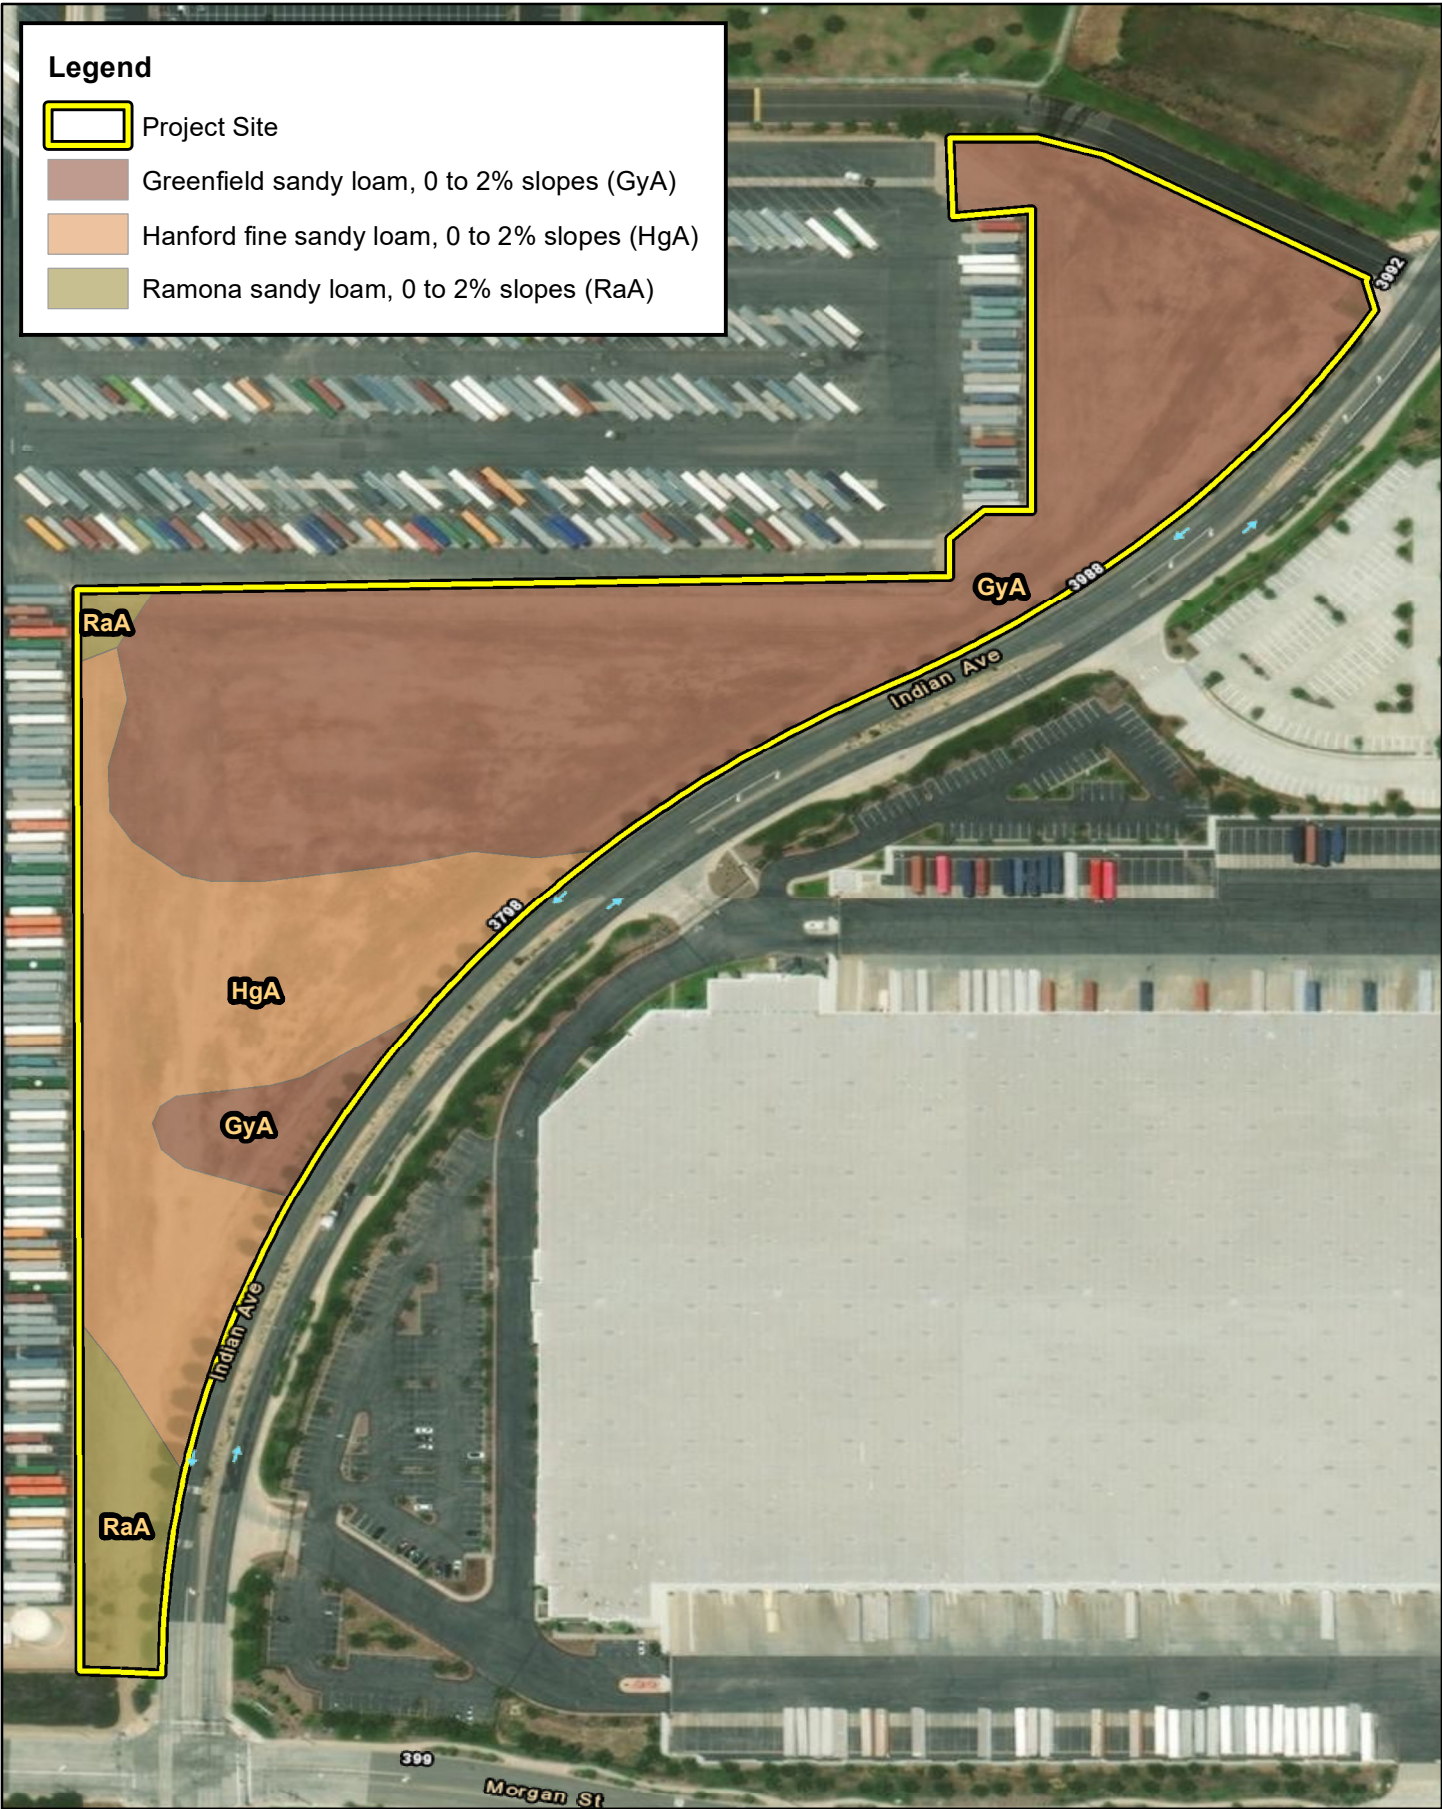 Legend
Project Site
Greenfield sandy loam, 0 to 2% slopes (GyA)
Hanford fine sandy loam, 0 to 2% slopes (HgA)
Ramona sandy loam, 0 to 2% slopes (RaA)
3992
GyA
3988
RaA
Indian Ave
3798
HgA
GyA
Indian Ave
RaA
399
Morgan St